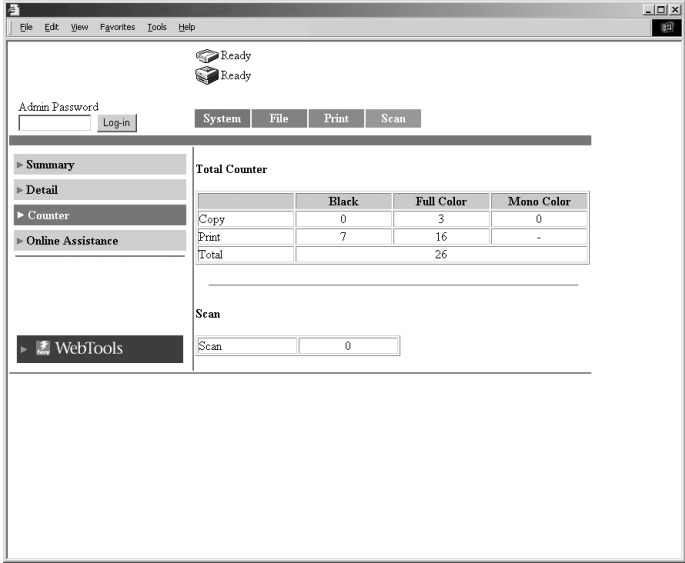 File Edit View Favorites Tools Help
Ready
Ready
Admin Password
Log-in
System File Print Scan
Summary
Detail
Counter
Online Assistance
WebTools
Total Counter
Black Full Color Mono Color
Copy 0 3 0
Print 7 16 -
Total 26
Scan
Scan 0